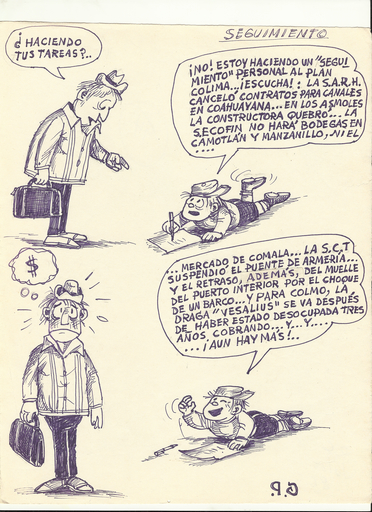 SEGUIMIENTO
¿HACIENDO
TUS TAREAS?..
¡NO! ESTOY HACIENDO UN "SEGUI
MIENTO" PERSONAL AL PLAN
COLIMA... ¡ESCUCHA!: LA S.A.R.H.
CANCELÓ CONTRATOS PARA CANALES
EN COAHUAYANA... EN LOS ASMOLES
LA CONSTRUCTORA QUEBRÓ... LA
SECOFIN NO HARÁ BODEGAS EN
CAMOTLÁN Y MANZANILLO, NI EL
....
$
... MERCADO DE COMALA... LA S.C.T
SUSPENDIÓ EL PUENTE DE ARMERIA...
Y EL RETRASO, ADEMÁS, DEL MUELLE
DEL PUERTO INTERIOR POR EL CHOQUE
DE UN BARCO... Y PARA COLMO, LA
DRAGA "VESALIUS" SE VA DESPUÉS
DE HABER ESTADO DESOCUPADA TRES
AÑOS, COBRANDO... Y... Y....
... ¡AUN HAY MÁS!..